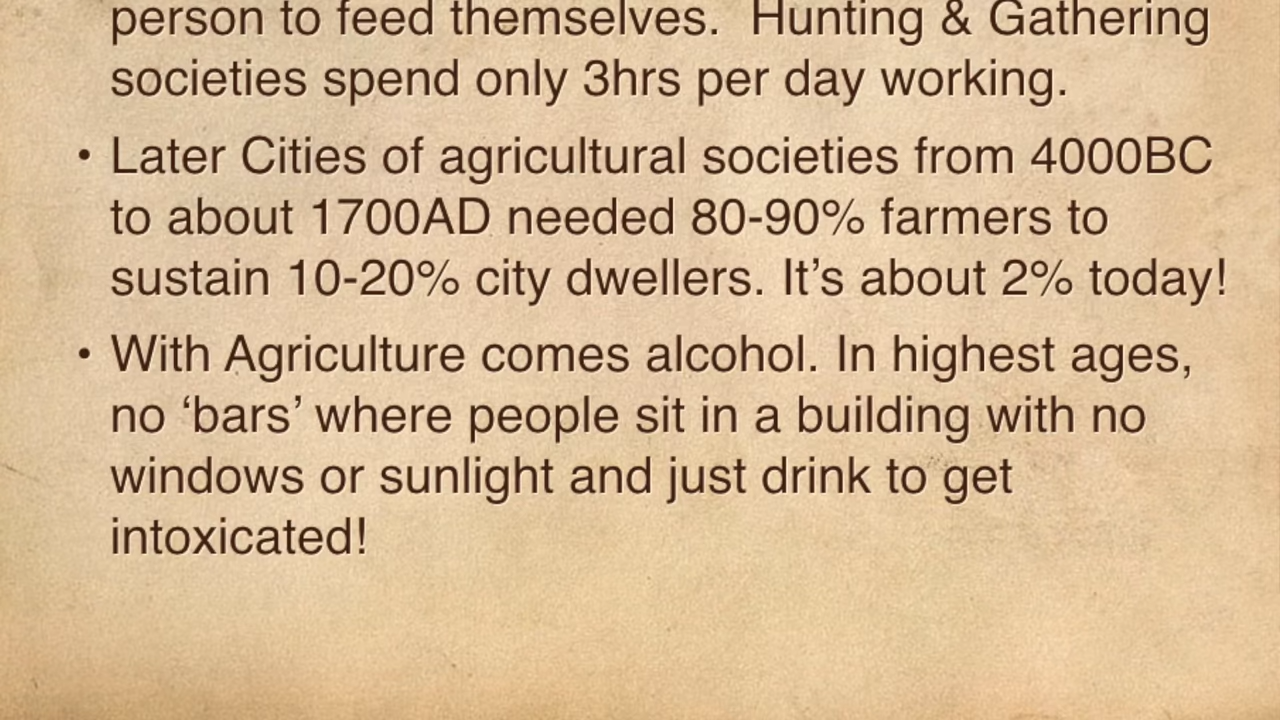 person to feed themselves.  Hunting & Gathering
societies spend only 3hrs per day working.
• Later Cities of agricultural societies from 4000BC
to about 1700AD needed 80-90% farmers to
sustain 10-20% city dwellers. It’s about 2% today!
• With Agriculture comes alcohol. In highest ages,
no ‘bars’ where people sit in a building with no
windows or sunlight and just drink to get
intoxicated!